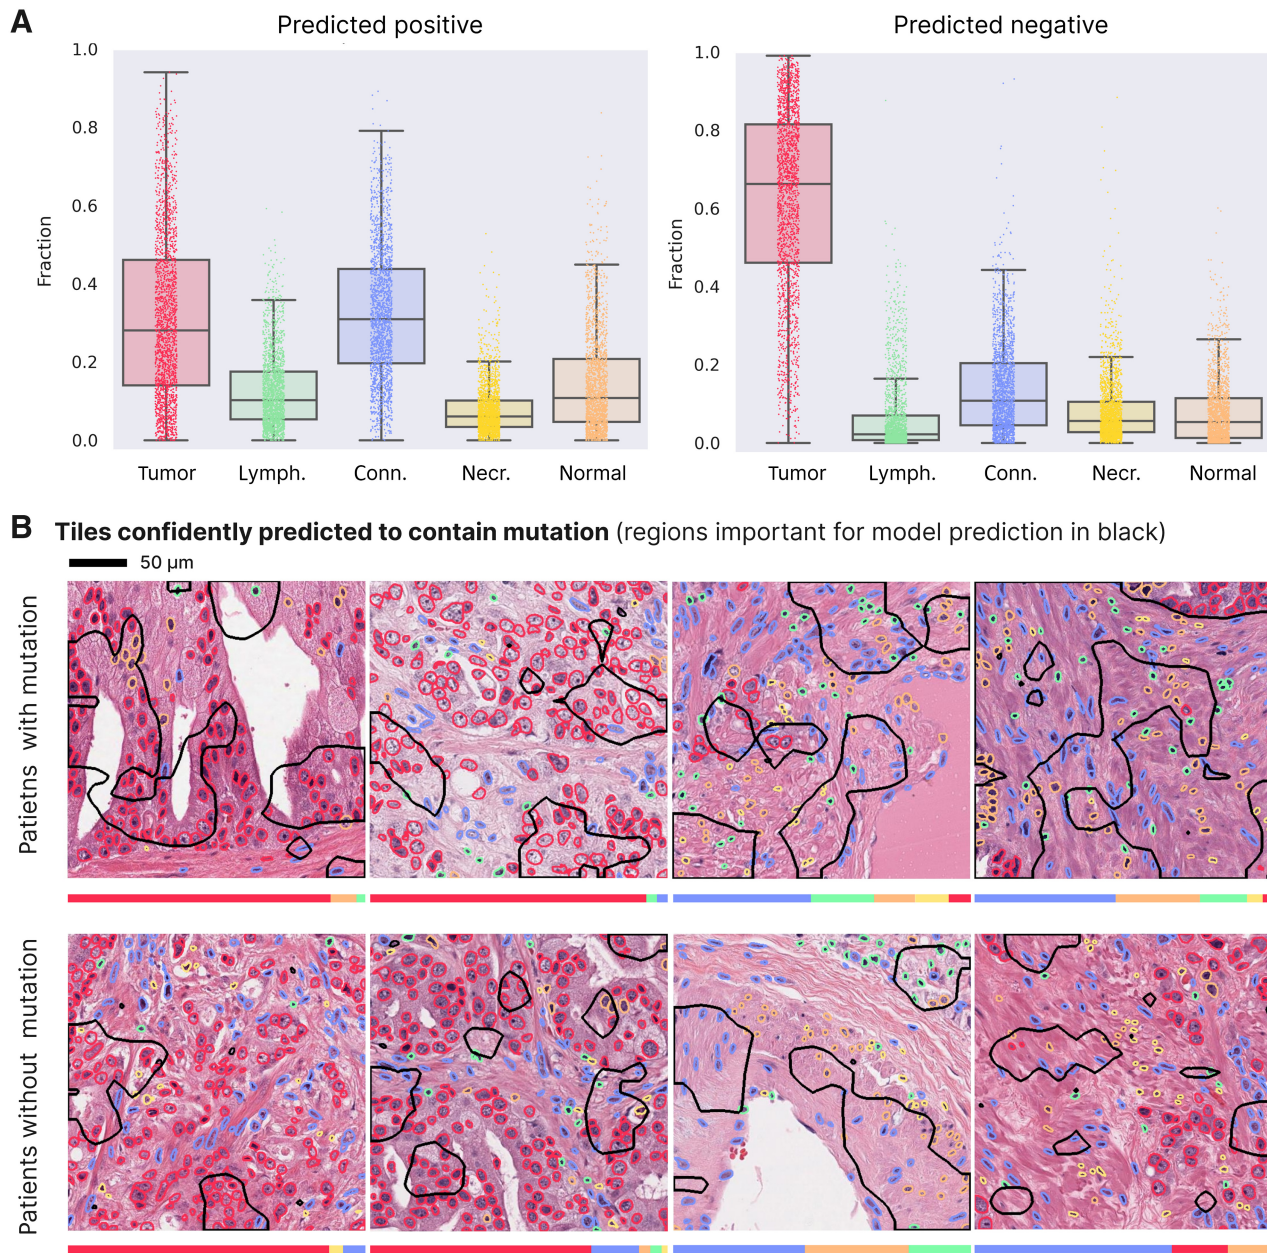 A
Predicted positive
Predicted negative
1.0
0.8
0.6
0.4
0.2
0.0
Fraction
Tumor Lymph. Conn. Necr. Normal
1.0
0.8
0.6
0.4
0.2
0.0
Fraction
Tumor Lymph. Conn. Necr. Normal
B Tiles confidently predicted to contain mutation (regions important for model prediction in black)
50 µm
Patietns with mutation
Patients without mutation